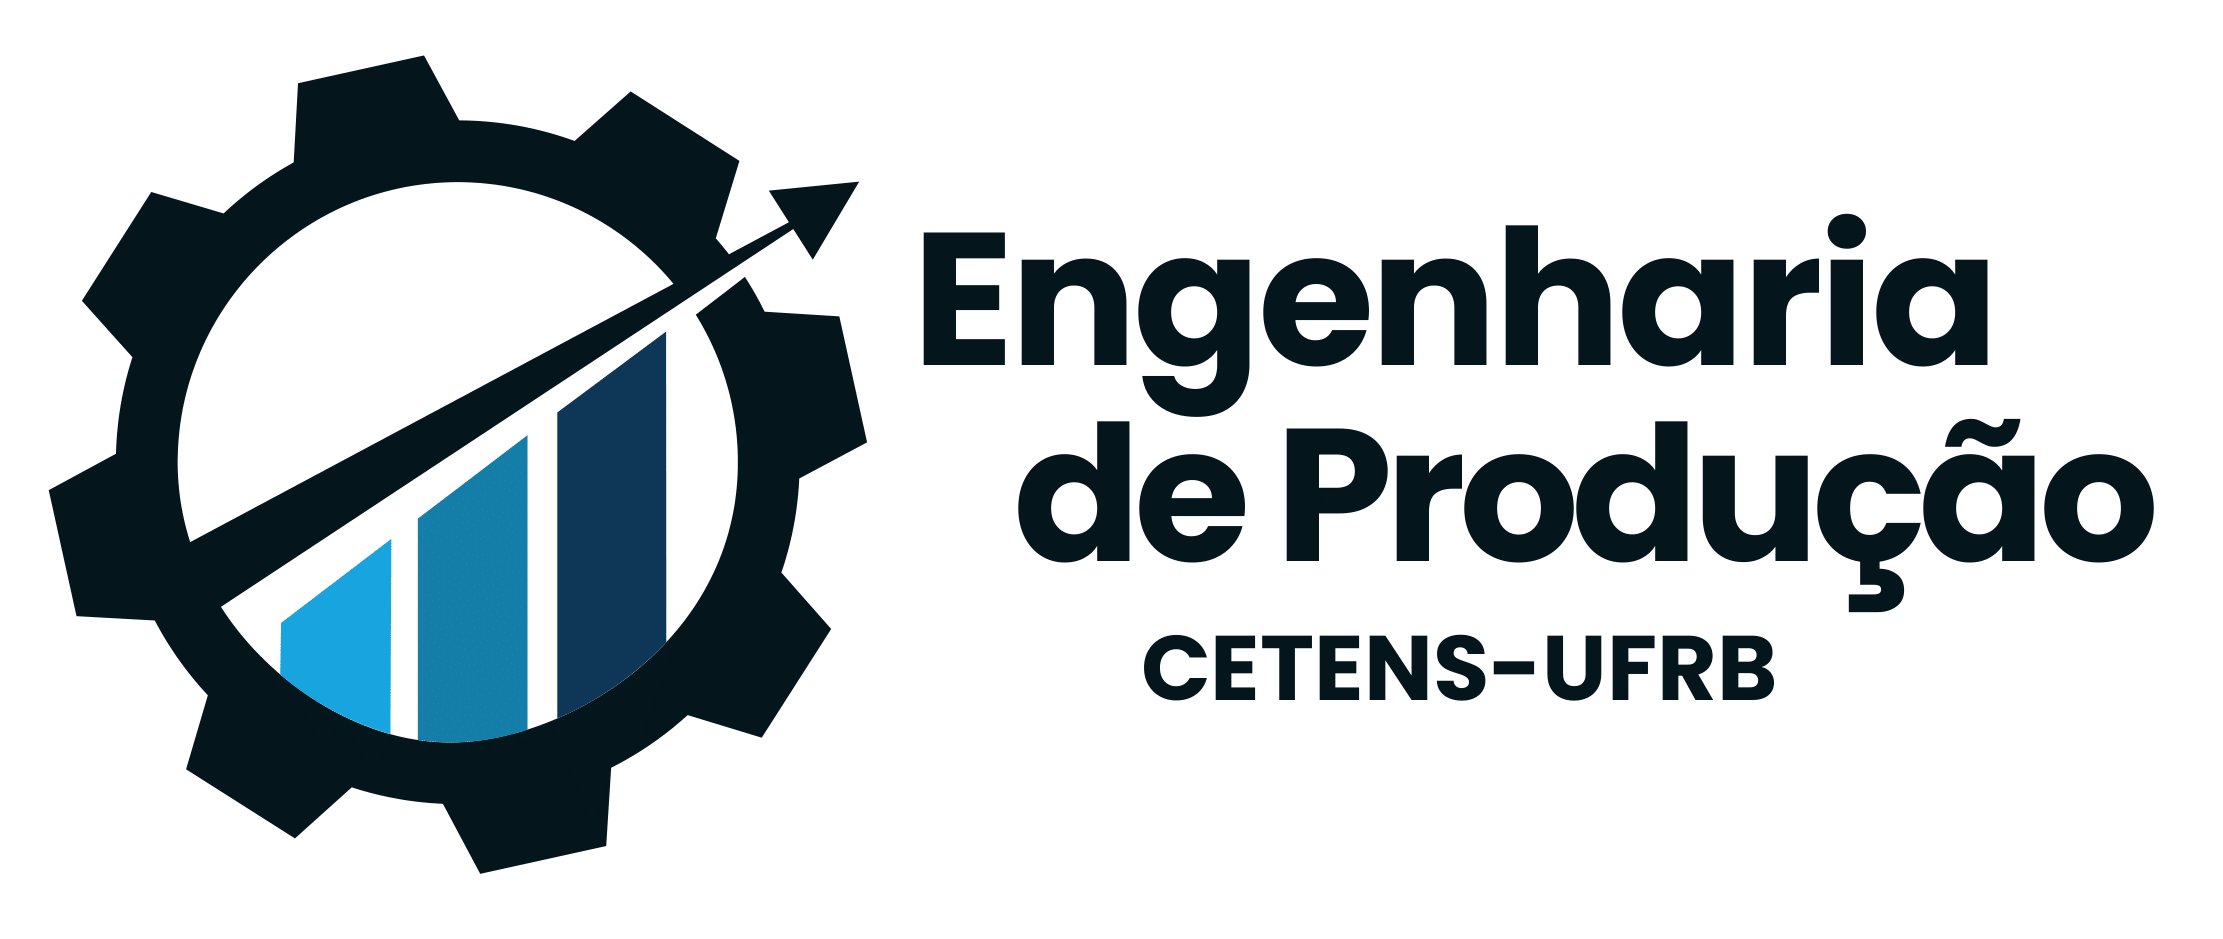 Engenharia
de Produção
CETENS-UFRB